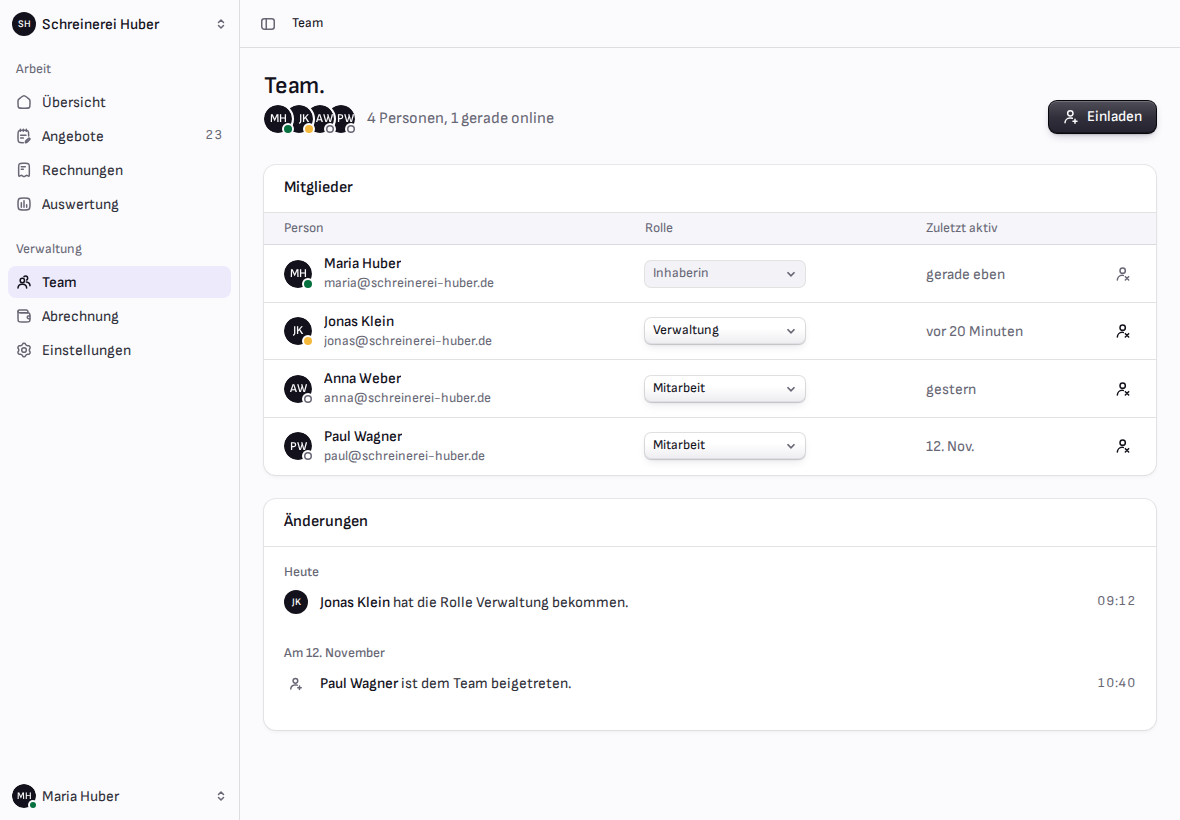 SH Schreinerei Huber
Arbeit
Übersicht
Angebote 23
Rechnungen
Auswertung
Verwaltung
Team
Abrechnung
Einstellungen
MH Maria Huber
Team
Team.
MH JK AW PW 4 Personen, 1 gerade online
Einladen
Mitglieder
Person Rolle Zuletzt aktiv
MH Maria Huber
maria@schreinerei-huber.de
Inhaberin
gerade eben
JK Jonas Klein
jonas@schreinerei-huber.de
Verwaltung
vor 20 Minuten
AW Anna Weber
anna@schreinerei-huber.de
Mitarbeit
gestern
PW Paul Wagner
paul@schreinerei-huber.de
Mitarbeit
12. Nov.
Änderungen
Heute
JK Jonas Klein hat die Rolle Verwaltung bekommen. 09:12
Am 12. November
Paul Wagner ist dem Team beigetreten. 10:40